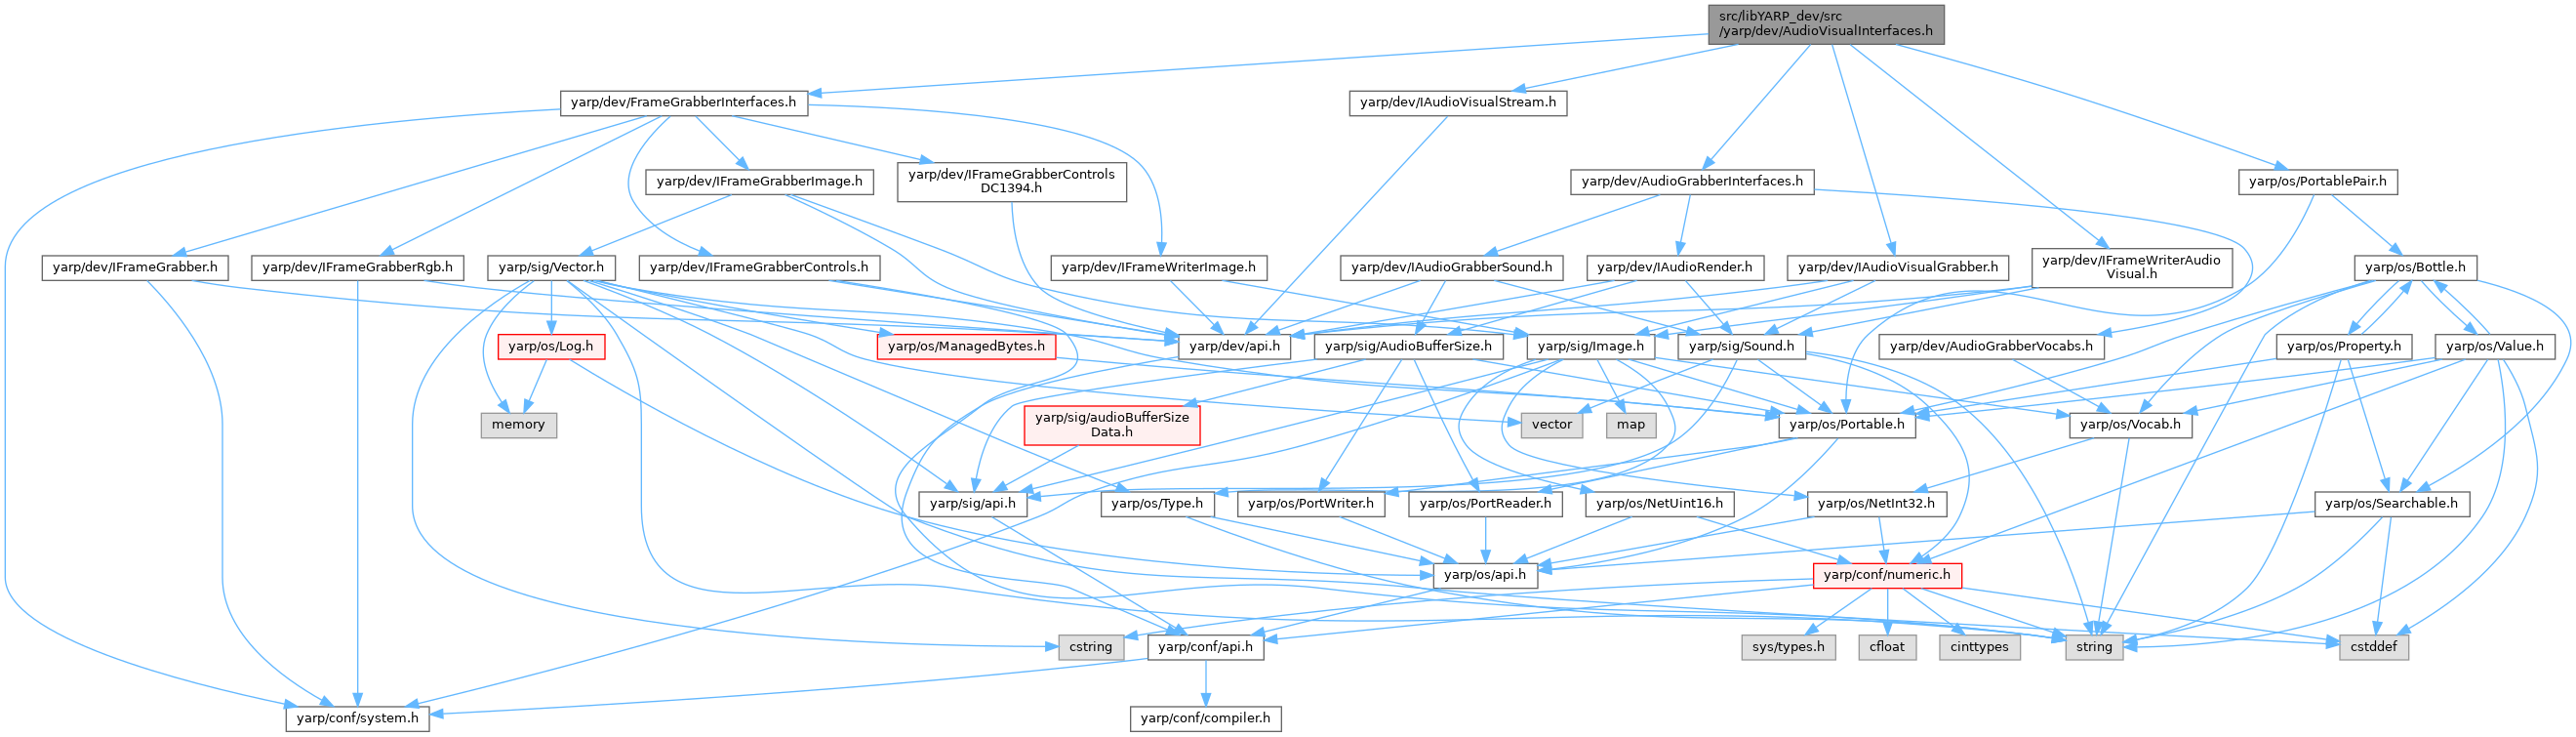 src/libYARP_dev/src
/yarp/dev/AudioVisualInterfaces.h
yarp/dev/FrameGrabberInterfaces.h
yarp/dev/IAudioVisualStream.h
yarp/dev/IFrameGrabberImage.h
yarp/dev/IFrameGrabberControls
DC1394.h
yarp/dev/AudioGrabberInterfaces.h
yarp/os/PortablePair.h
yarp/dev/IFrameGrabber.h
yarp/dev/IFrameGrabberRgb.h
yarp/sig/Vector.h
yarp/dev/IFrameGrabberControls.h
yarp/dev/IFrameWriterImage.h
yarp/dev/IAudioGrabberSound.h
yarp/dev/IAudioRender.h
yarp/dev/IAudioVisualGrabber.h
yarp/dev/IFrameWriterAudio
Visual.h
yarp/os/Bottle.h
yarp/os/Log.h
yarp/os/ManagedBytes.h
yarp/dev/api.h
yarp/sig/AudioBufferSize.h
yarp/sig/Image.h
yarp/sig/Sound.h
yarp/dev/AudioGrabberVocabs.h
yarp/os/Property.h
yarp/os/Value.h
memory
yarp/sig/audioBufferSize
Data.h
vector
map
yarp/os/Portable.h
yarp/os/Vocab.h
yarp/sig/api.h
yarp/os/Type.h
yarp/os/PortWriter.h
yarp/os/PortReader.h
yarp/os/NetUint16.h
yarp/os/NetInt32.h
yarp/os/Searchable.h
yarp/os/api.h
yarp/conf/numeric.h
cstring
yarp/conf/api.h
sys/types.h
cfloat
cinttypes
string
cstddef
yarp/conf/system.h
yarp/conf/compiler.h